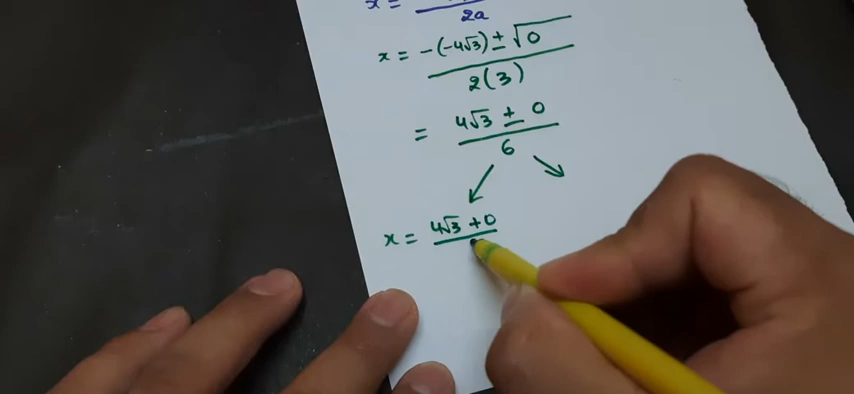 x =
2a
x = -(-4√3) ± √0
2(3)
= 4√3 ± 0
6
x = 4√3 + 0